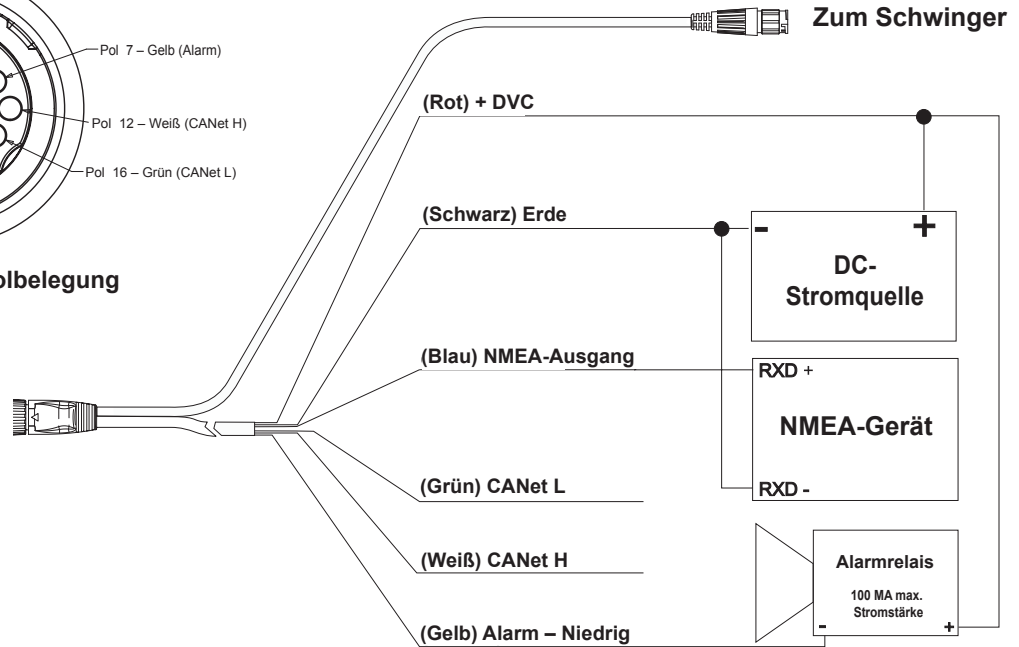 Zum Schwinger
Pol 7 – Gelb (Alarm)
Pol 12 – Weiß (CANet H)
Pol 16 – Grün (CANet L)
olbelegung
(Rot) + DVC
(Schwarz) Erde
- +
DC-
Stromquelle
(Blau) NMEA-Ausgang
RXD +
NMEA-Gerät
RXD -
(Grün) CANet L
(Weiß) CANet H
(Gelb) Alarm – Niedrig
Alarmrelais
100 MA max.
Stromstärke
- +